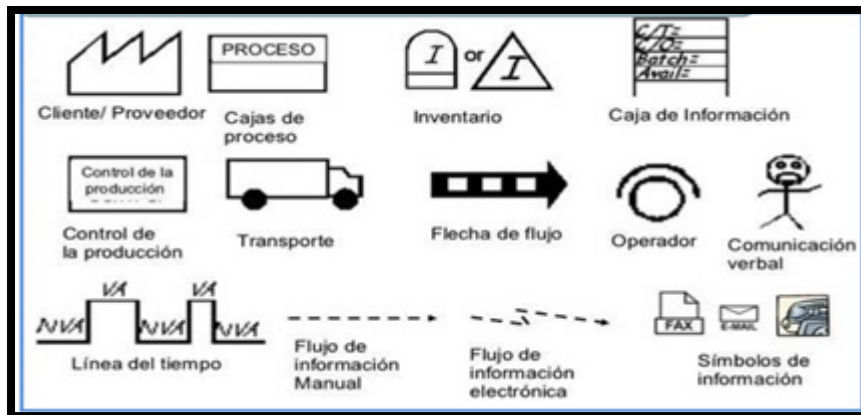 PROCESO
I or I
C/T=
C/O=
Batch=
Avail=
Cliente/ Proveedor
Cajas de
proceso
Inventario
Caja de Información
Control de la
producción
Control de
la producción
Transporte
Flecha de flujo
Operador
Comunicación
verbal
VA VA
NVA NVA NVA
Línea del tiempo
Flujo de
información
Manual
Flujo de
información
electrónica
FAX
E-MAIL
Símbolos de
información